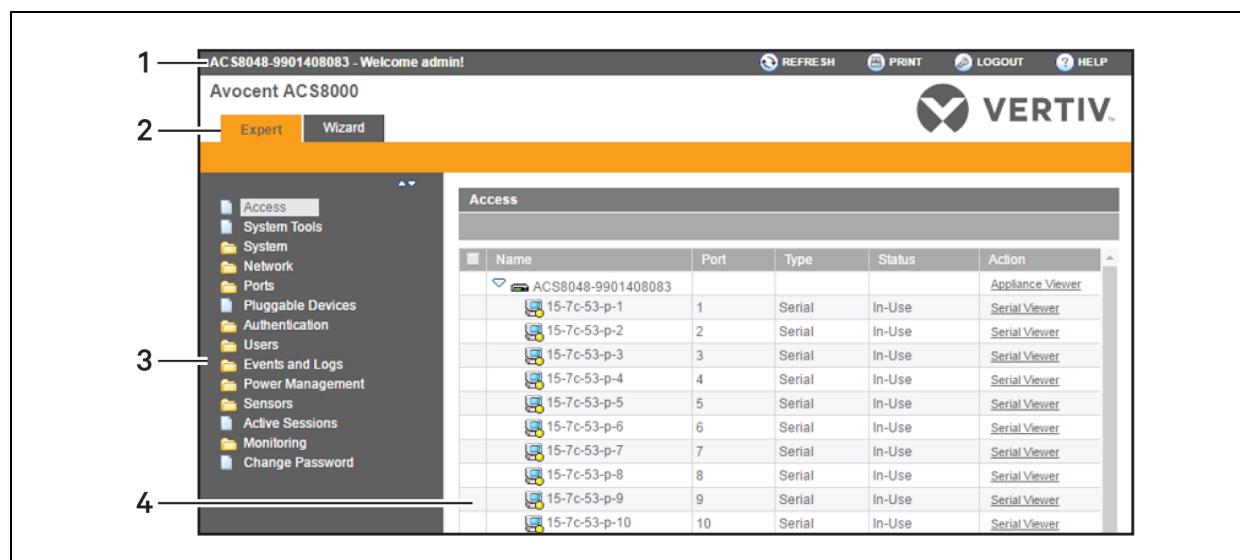 1
ACS8048-9901408083 - Welcome admin! REFRESH PRINT LOGOUT HELP
Avocent ACS8000
VERTIV™
2
Expert Wizard
Access
System Tools
System
Network
Ports
Pluggable Devices
Authentication
Users
3
Events and Logs
Power Management
Sensors
Active Sessions
Monitoring
Change Password
4
Access
Name Port Type Status Action
ACS8048-9901408083 Appliance Viewer
15-7c-53-p-1 1 Serial In-Use Serial Viewer
15-7c-53-p-2 2 Serial In-Use Serial Viewer
15-7c-53-p-3 3 Serial In-Use Serial Viewer
15-7c-53-p-4 4 Serial In-Use Serial Viewer
15-7c-53-p-5 5 Serial In-Use Serial Viewer
15-7c-53-p-6 6 Serial In-Use Serial Viewer
15-7c-53-p-7 7 Serial In-Use Serial Viewer
15-7c-53-p-8 8 Serial In-Use Serial Viewer
15-7c-53-p-9 9 Serial In-Use Serial Viewer
15-7c-53-p-10 10 Serial In-Use Serial Viewer